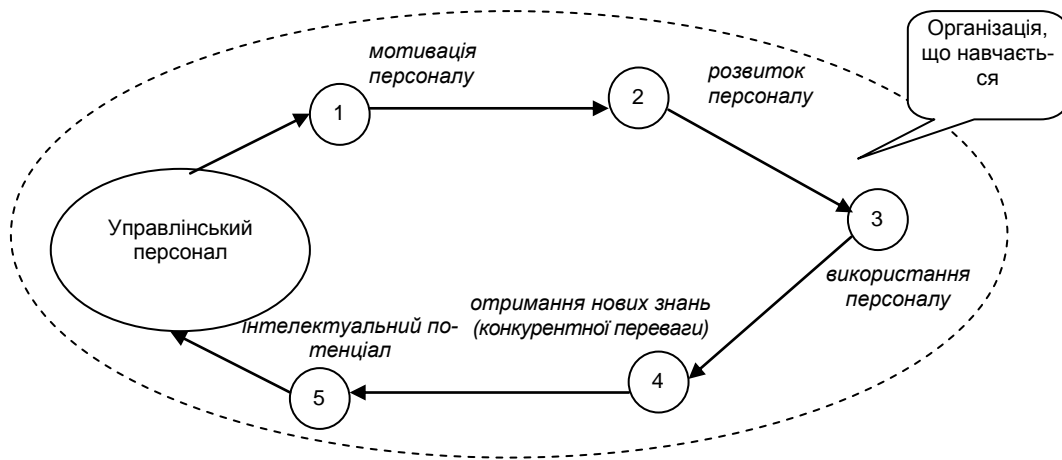 Організація,
що навчаєть-
ся
мотивація
персоналу
1
2
розвиток
персоналу
3
Управлінський
персонал
використання
персоналу
отримання нових знань
(конкурентної переваги)
4
інтелектуальний по-
тенціал
5